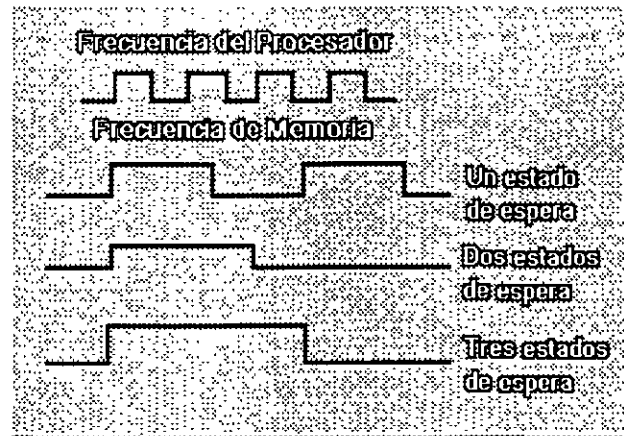 Frecuencia del Procesador
Frecuencia de Memoria
Un estado
de espera
Dos estados
de espera
Tres estados
de espera